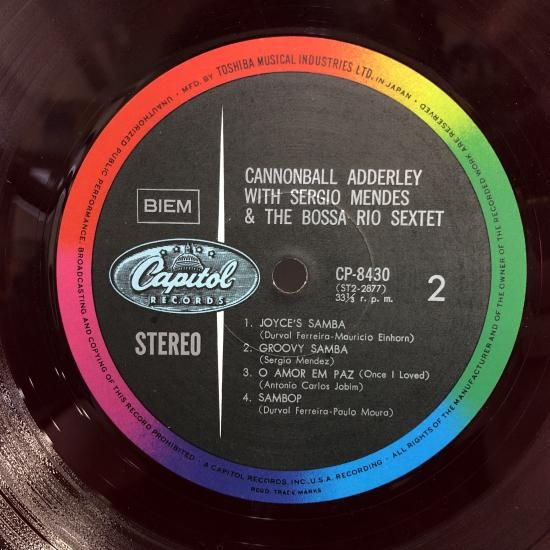 MFD. BY TOSHIBA MUSICAL INDUSTRIES LTD. IN JAPAN • ALL RIGHTS OF THE MANUFACTURER AND OF THE OWNER OF THE RECORDED WORK ARE RESERVED
UNAUTHORIZED PUBLIC PERFORMANCE, BROADCASTING AND COPYING OF THIS RECORD PROHIBITED •
• A CAPITOL RECORDS, INC., U.S.A. RECORDING •
REGD. TRADE MARKS
CANNONBALL ADDERLEY
WITH SERGIO MENDES
& THE BOSSA RIO SEXTET
BIEM
Capitol
RECORDS
STEREO
CP-8430
(ST2-2877)
33⅓ r. p. m.
2
1. JOYCE'S SAMBA
(Durval Ferreira-Mauricio Einhorn)
2. GROOVY SAMBA
(Sergio Mendez)
3. O AMOR EM PAZ (Once I Loved)
(Antonio Carlos Jobim)
4. SAMBOP
(Durval Ferreira-Paulo Moura)